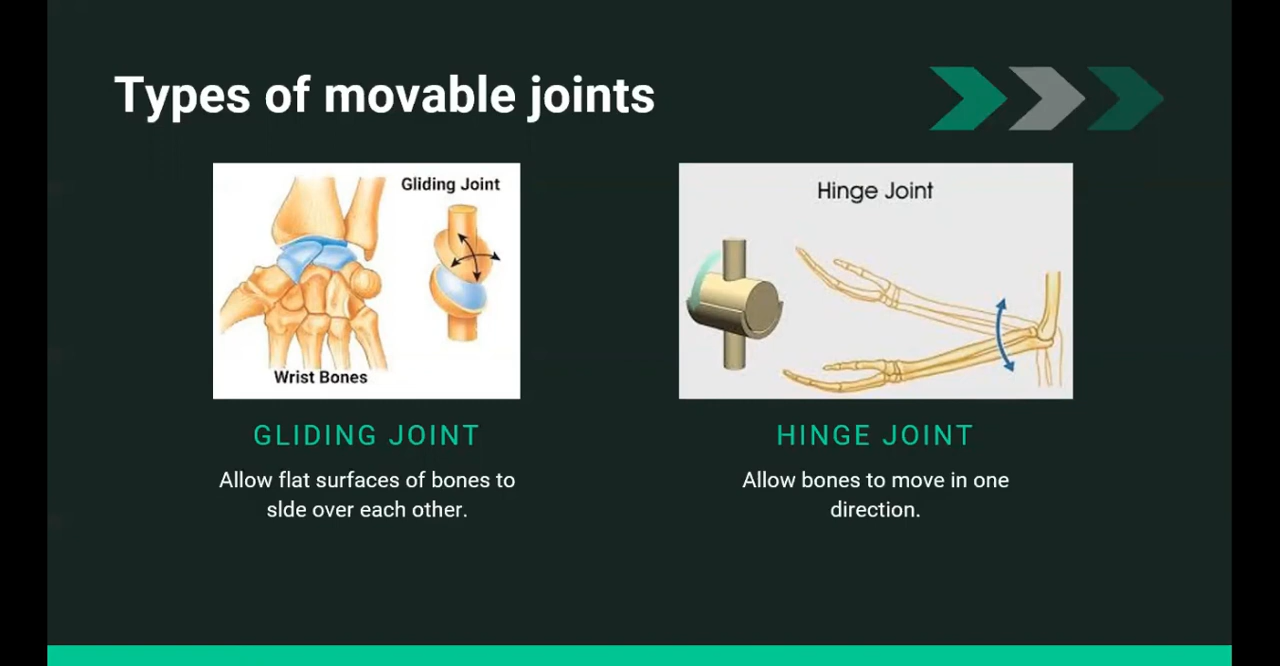 Types of movable joints
Gliding Joint
Wrist Bones
Hinge Joint
GLIDING JOINT
Allow flat surfaces of bones to
slde over each other.
HINGE JOINT
Allow bones to move in one
direction.